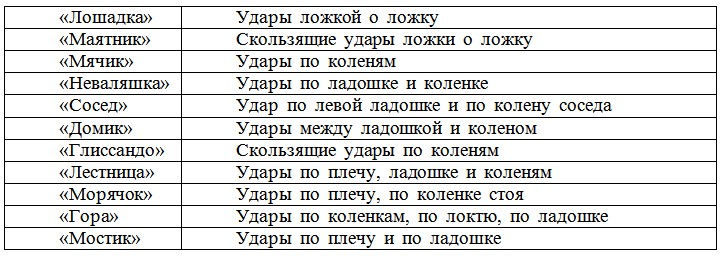 «Лошадка» Удары ложкой о ложку
«Маятник» Скользящие удары ложки о ложку
«Мячик» Удары по коленям
«Неваляшка» Удары по ладошке и коленке
«Сосед» Удар по левой ладошке и по колену соседа
«Домик» Удары между ладошкой и коленом
«Глиссандо» Скользящие удары по коленям
«Лестница» Удары по плечу, ладошке и коленям
«Морячок» Удары по плечу, по коленке стоя
«Гора» Удары по коленкам, по локтю, по ладошке
«Мостик» Удары по плечу и по ладошке